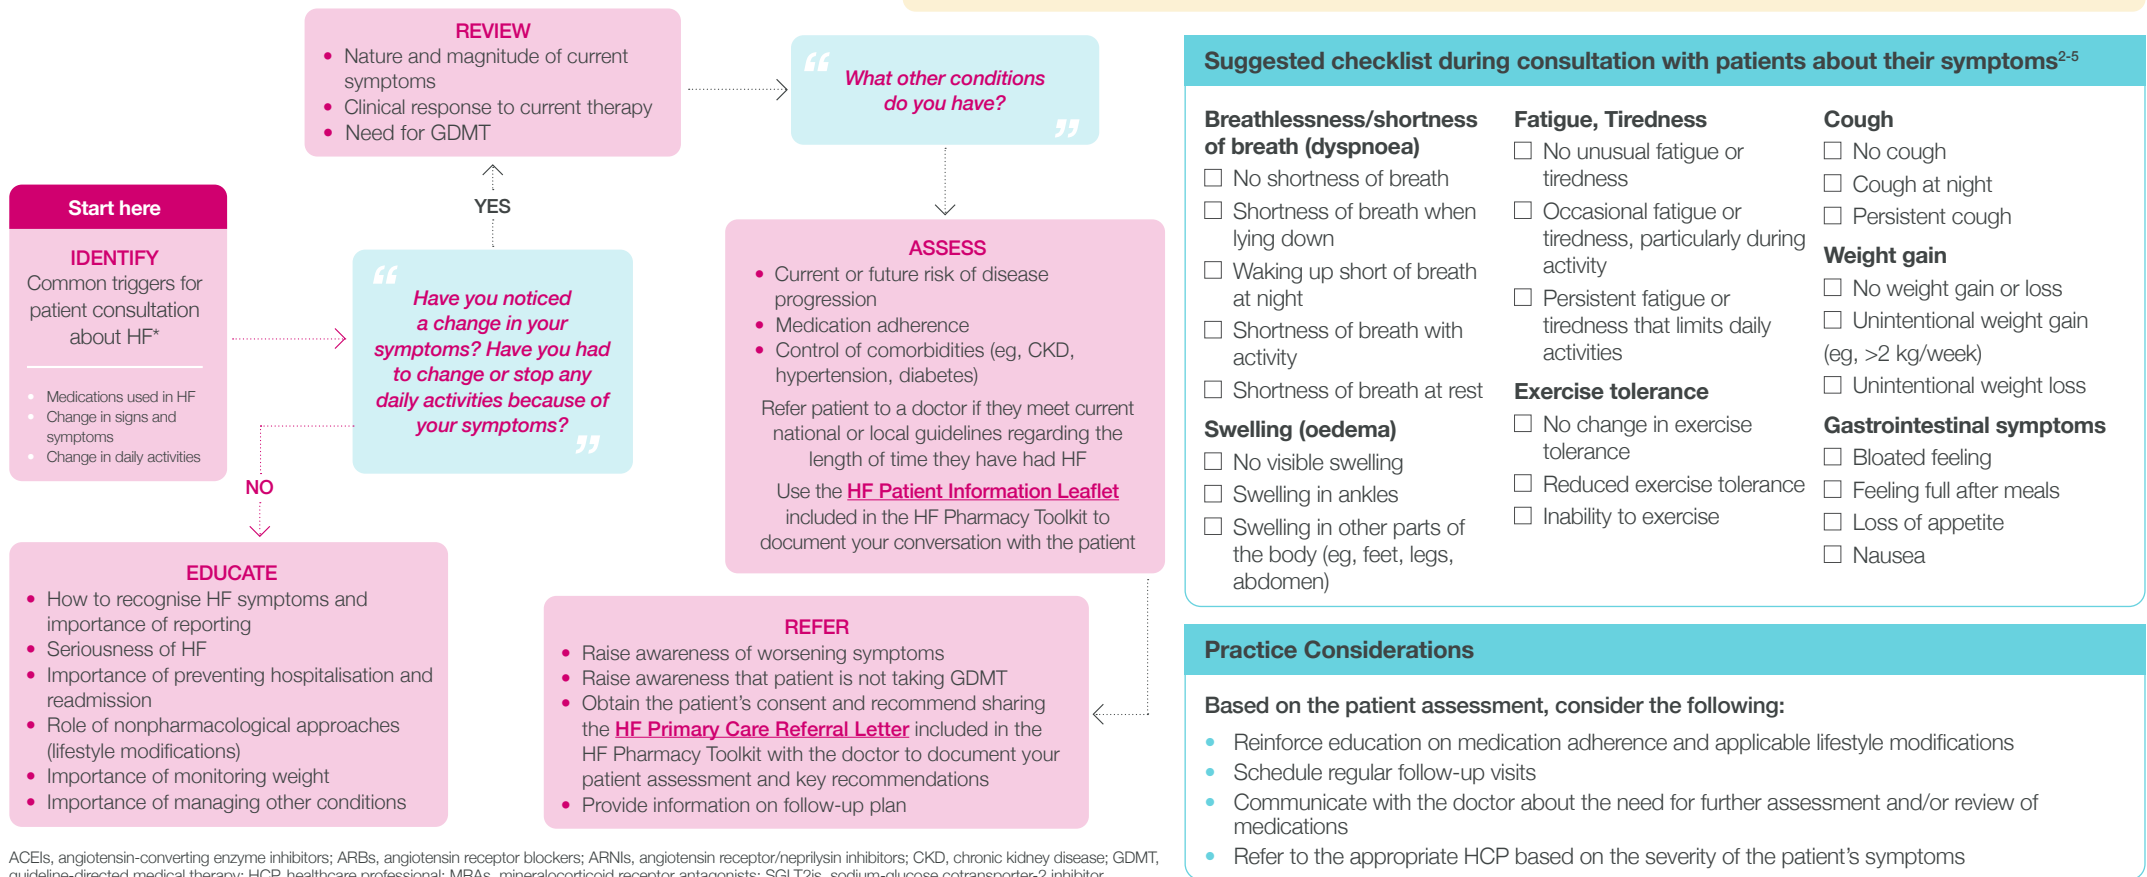 REVIEW
• Nature and magnitude of current
symptoms
• Clinical response to current therapy
• Need for GDMT
“ What other conditions
do you have? ”
Start here
IDENTIFY
Common triggers for
patient consultation
about HF*
• Medications used in HF
• Change in signs and
symptoms
• Change in daily activities
YES
“ Have you noticed
a change in your
symptoms? Have you had
to change or stop any
daily activities because of
your symptoms? ”
NO
EDUCATE
• How to recognise HF symptoms and
importance of reporting
• Seriousness of HF
• Importance of preventing hospitalisation and
readmission
• Role of nonpharmacological approaches
(lifestyle modifications)
• Importance of monitoring weight
• Importance of managing other conditions
ASSESS
• Current or future risk of disease
progression
• Medication adherence
• Control of comorbidities (eg, CKD,
hypertension, diabetes)
Refer patient to a doctor if they meet current
national or local guidelines regarding the
length of time they have had HF
Use the HF Patient Information Leaflet
included in the HF Pharmacy Toolkit to
document your conversation with the patient
REFER
• Raise awareness of worsening symptoms
• Raise awareness that patient is not taking GDMT
• Obtain the patient’s consent and recommend sharing
the HF Primary Care Referral Letter included in the
HF Pharmacy Toolkit with the doctor to document your
patient assessment and key recommendations
• Provide information on follow-up plan
ACEIs, angiotensin-converting enzyme inhibitors; ARBs, angiotensin receptor blockers; ARNIs, angiotensin receptor/neprilysin inhibitors; CKD, chronic kidney disease; GDMT,
guideline-directed medical therapy; HCP, healthcare professional; MRAs, mineralocorticoid receptor antagonists; SGLT2is, sodium-glucose cotransporter-2 inhibitor
Suggested checklist during consultation with patients about their symptoms2-5
Breathlessness/shortness
of breath (dyspnoea)
☐ No shortness of breath
☐ Shortness of breath when
lying down
☐ Waking up short of breath
at night
☐ Shortness of breath with
activity
☐ Shortness of breath at rest
Swelling (oedema)
☐ No visible swelling
☐ Swelling in ankles
☐ Swelling in other parts of
the body (eg, feet, legs,
abdomen)
Fatigue, Tiredness
☐ No unusual fatigue or
tiredness
☐ Occasional fatigue or
tiredness, particularly during
activity
☐ Persistent fatigue or
tiredness that limits daily
activities
Exercise tolerance
☐ No change in exercise
tolerance
☐ Reduced exercise tolerance
☐ Inability to exercise
Cough
☐ No cough
☐ Cough at night
☐ Persistent cough
Weight gain
☐ No weight gain or loss
☐ Unintentional weight gain
(eg, >2 kg/week)
☐ Unintentional weight loss
Gastrointestinal symptoms
☐ Bloated feeling
☐ Feeling full after meals
☐ Loss of appetite
☐ Nausea
Practice Considerations
Based on the patient assessment, consider the following:
• Reinforce education on medication adherence and applicable lifestyle modifications
• Schedule regular follow-up visits
• Communicate with the doctor about the need for further assessment and/or review of
medications
• Refer to the appropriate HCP based on the severity of the patient’s symptoms